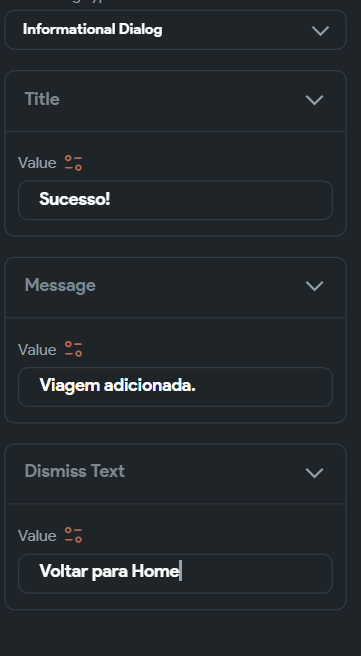 Informational Dialog
Title
Value
Sucesso!
Message
Value
Viagem adicionada.
Dismiss Text
Value
Voltar para Home